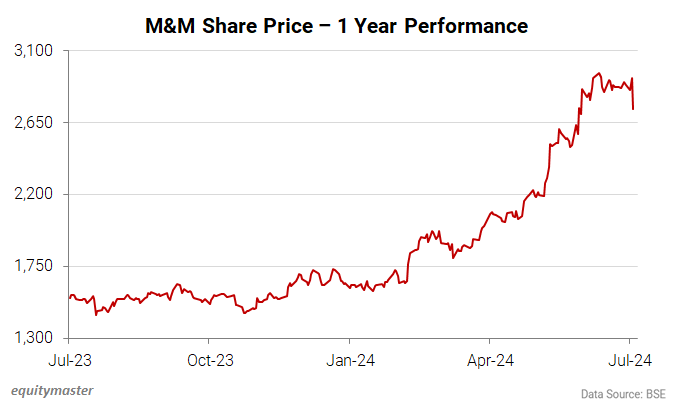 M&M Share Price – 1 Year Performance
3,100
2,650
2,200
1,750
1,300
Jul-23 Oct-23 Jan-24 Apr-24 Jul-24
equitymaster
Data Source: BSE